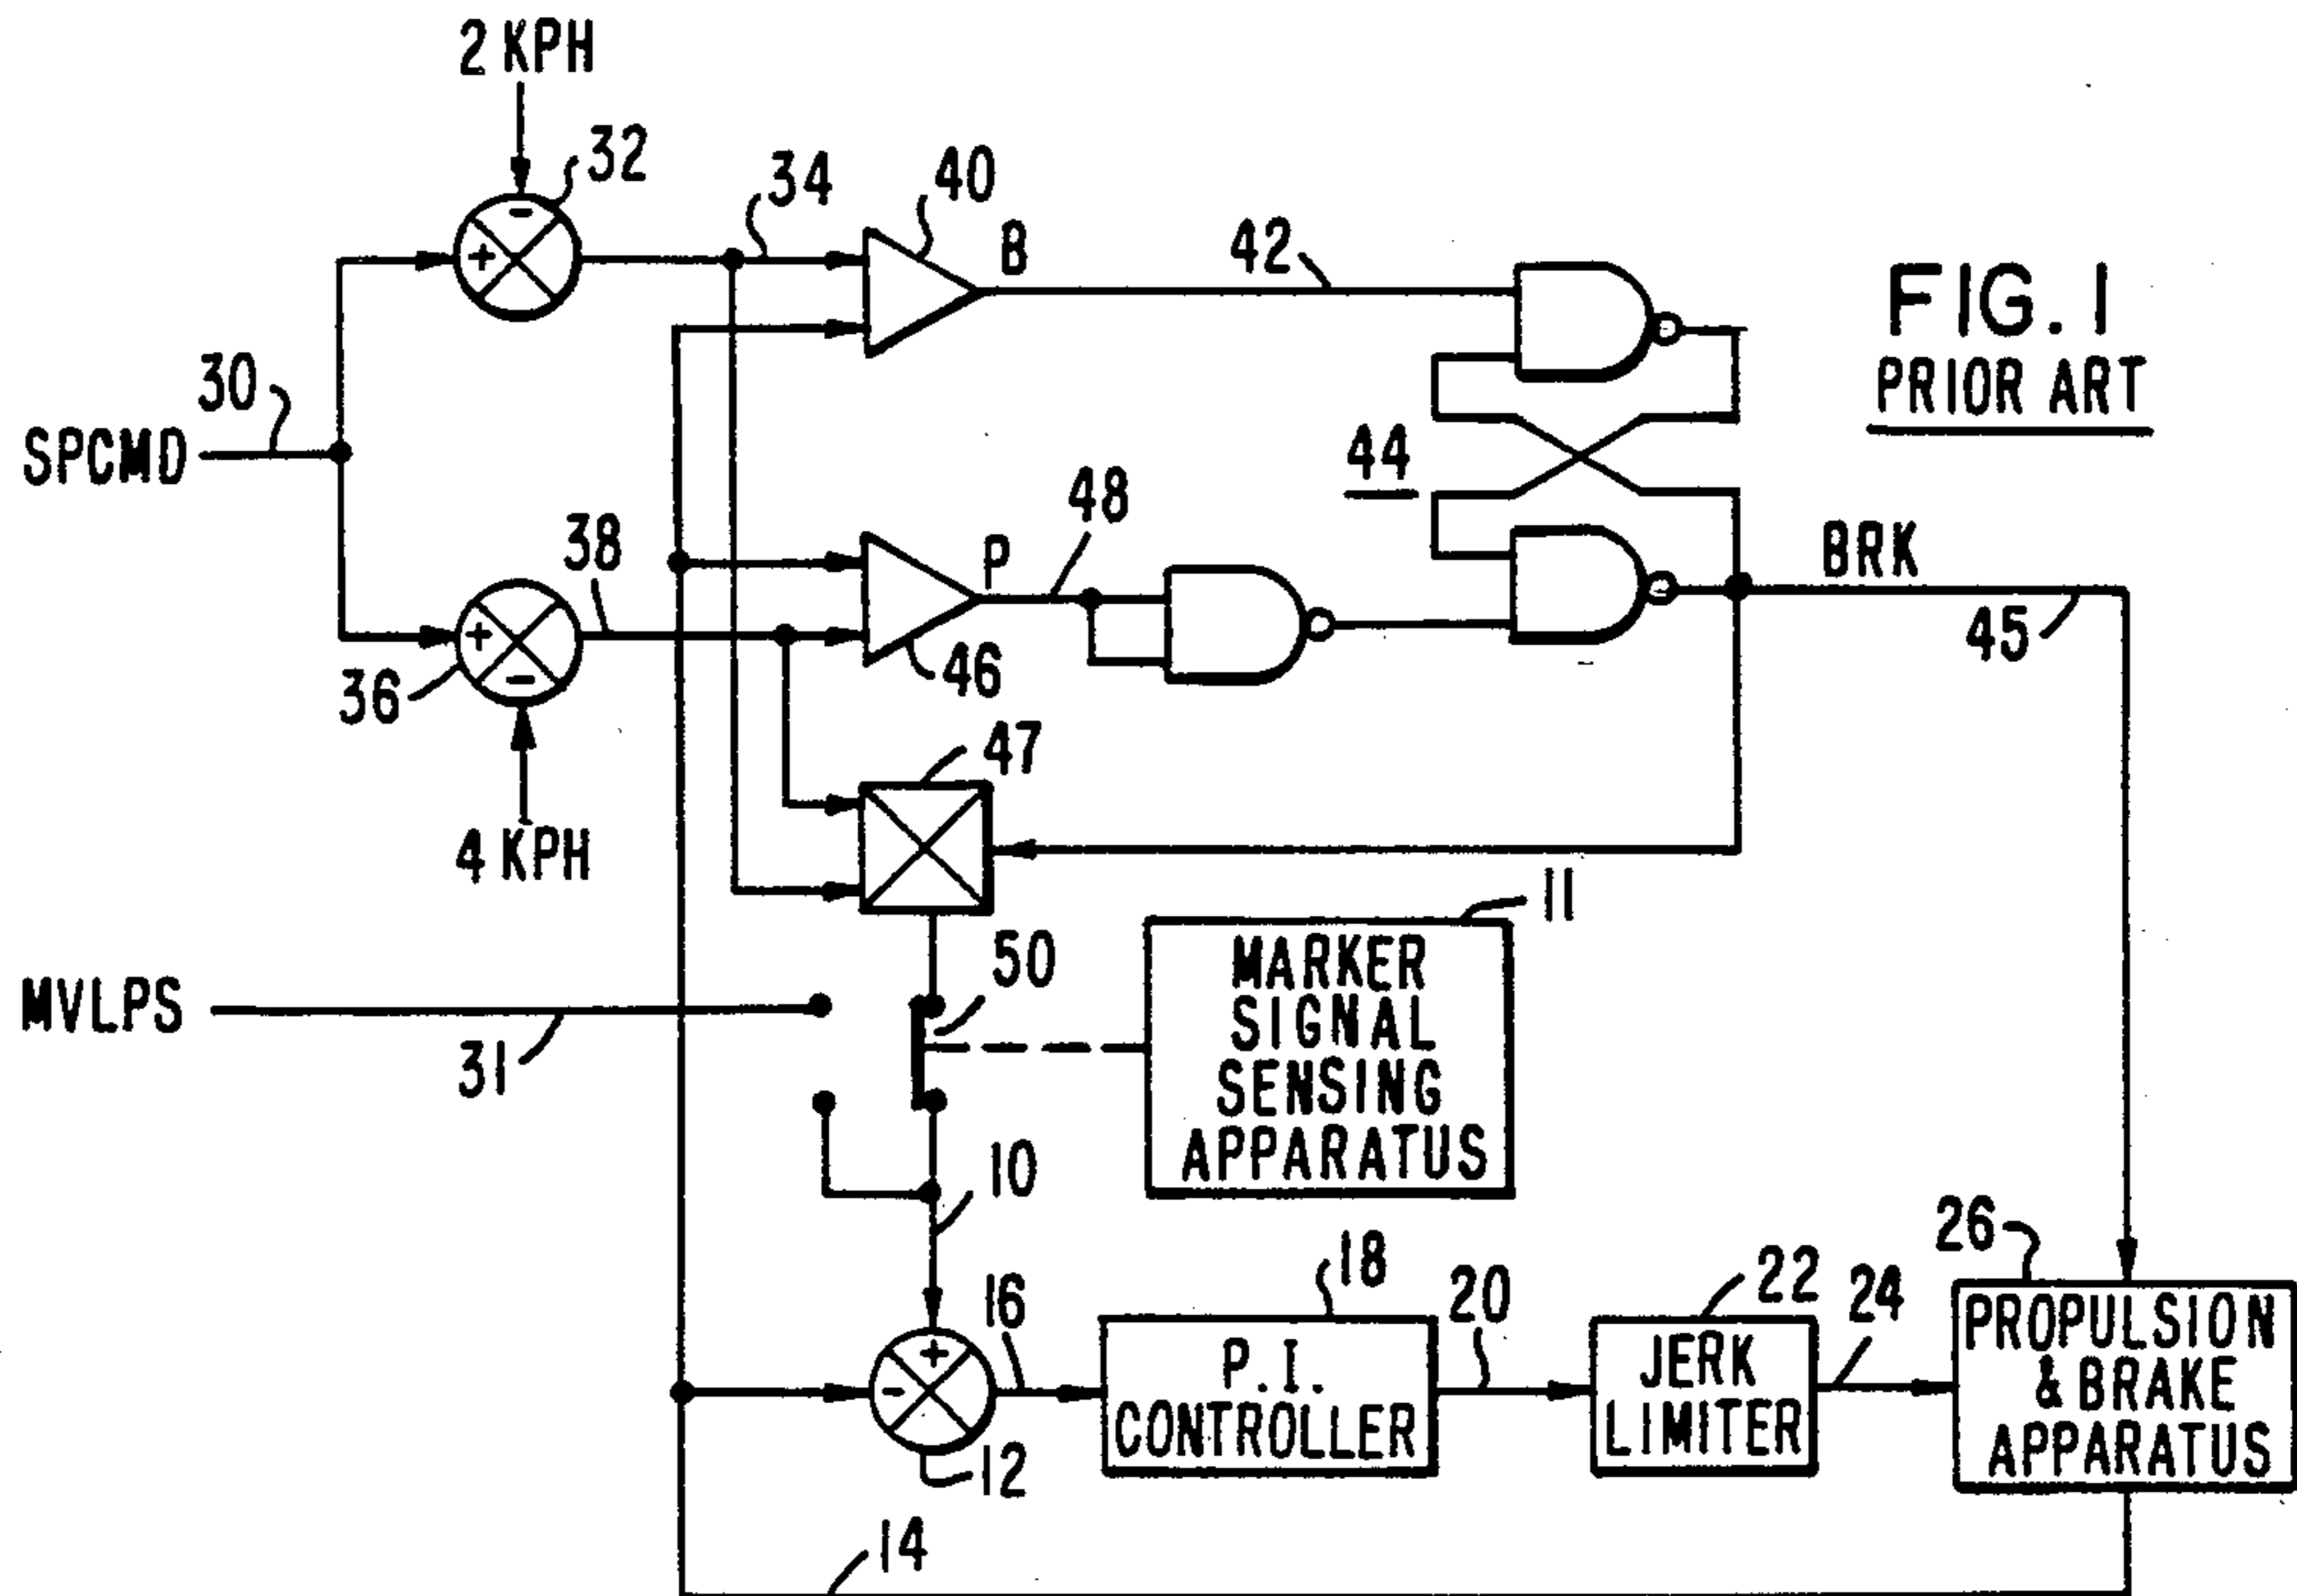 2 KPH
32
34
40
B
42
FIG. 1
PRIOR ART
30
SPCMD
44
48
38
P
BRK
45
36
46
47
4 KPH
11
50
MARKER
SIGNAL
SENSING
APPARATUS
MVLPS
31
10
26
18
22
16
20
24
P.I.
CONTROLLER
JERK
LIMITER
PROPULSION
& BRAKE
APPARATUS
12
14
+
-
+
-
+
-